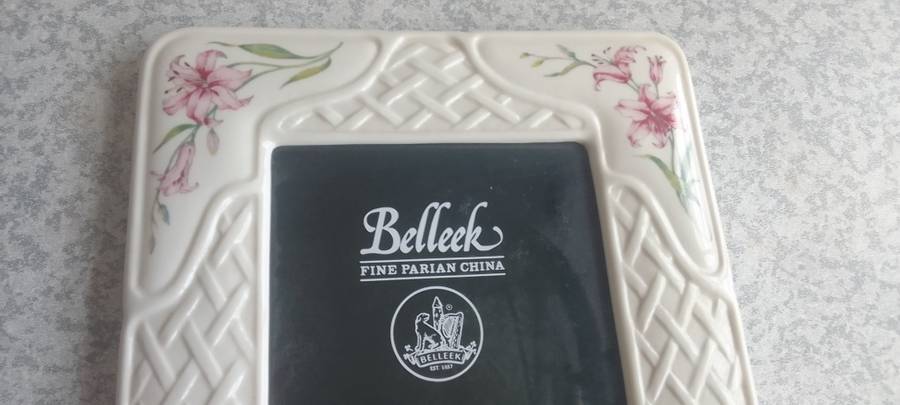 Belleek
FINE PARIAN CHINA
®
BELLEEK
EST. 1857